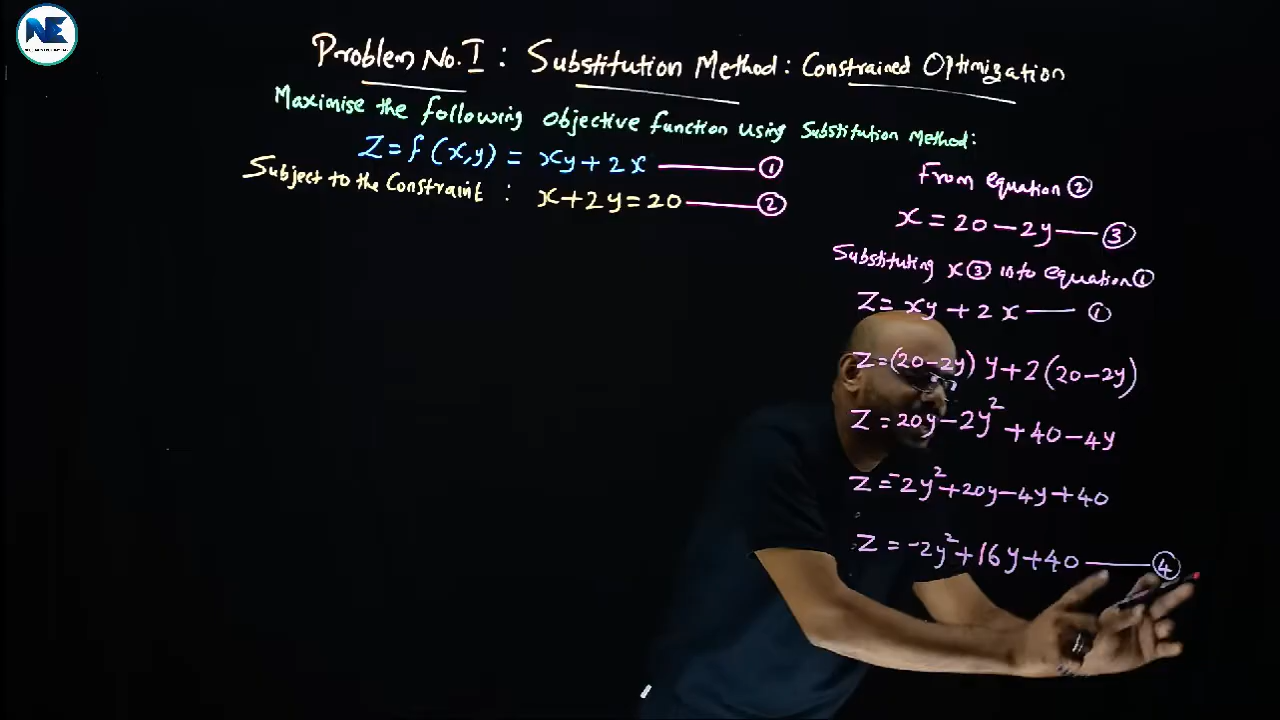 NE
Problem No. I : Substitution Method : Constrained Optimization
Maximise the following objective function using Substitution Method:
Z = f (x,y) = xy + 2x ①
Subject to the Constraint : x + 2y = 20 ②
From equation ②
x = 20 - 2y ③
Substituting x ③ into equation ①
Z = xy + 2x ①
Z = (20-2y) y + 2 (20-2y)
Z = 20y - 2y² + 40 - 4y
Z = -2y² + 20y - 4y + 40
Z = -2y² + 16y + 40 ④